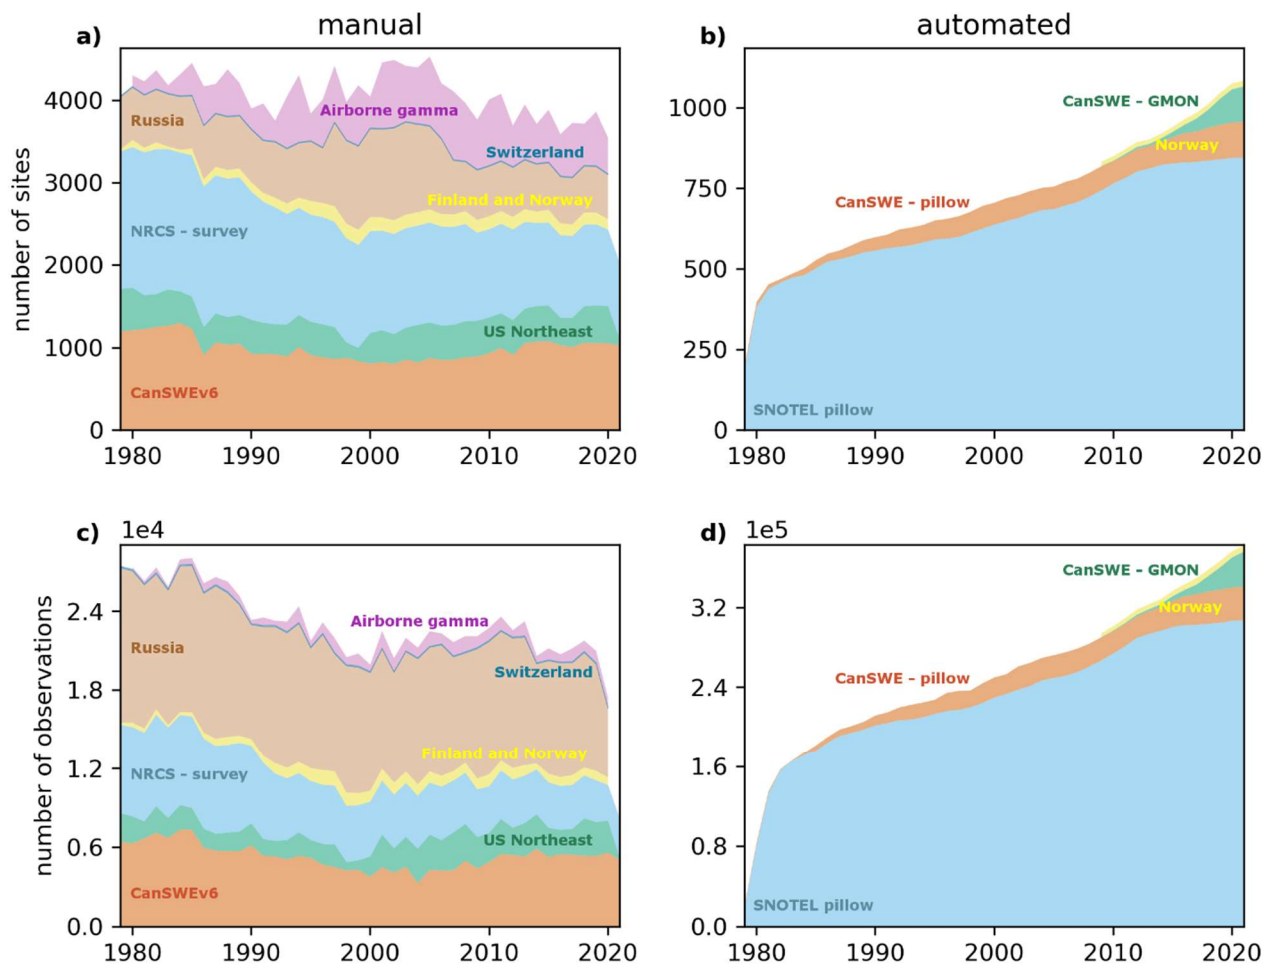 manual
automated
a)
b)
number of sites
4000
3000
2000
1000
0
Airborne gamma
Russia
Switzerland
Finland and Norway
NRCS – survey
US Northeast
CanSWEv6
1980 1990 2000 2010 2020
1000
750
500
250
0
CanSWE – GMON
Norway
CanSWE – pillow
SNOTEL pillow
1980 1990 2000 2010 2020
c)
1e4
d)
1e5
number of observations
2.4
1.8
1.2
0.6
0.0
Airborne gamma
Russia
Switzerland
Finland and Norway
NRCS – survey
US Northeast
CanSWEv6
1980 1990 2000 2010 2020
3.2
2.4
1.6
0.8
0.0
CanSWE – GMON
Norway
CanSWE – pillow
SNOTEL pillow
1980 1990 2000 2010 2020